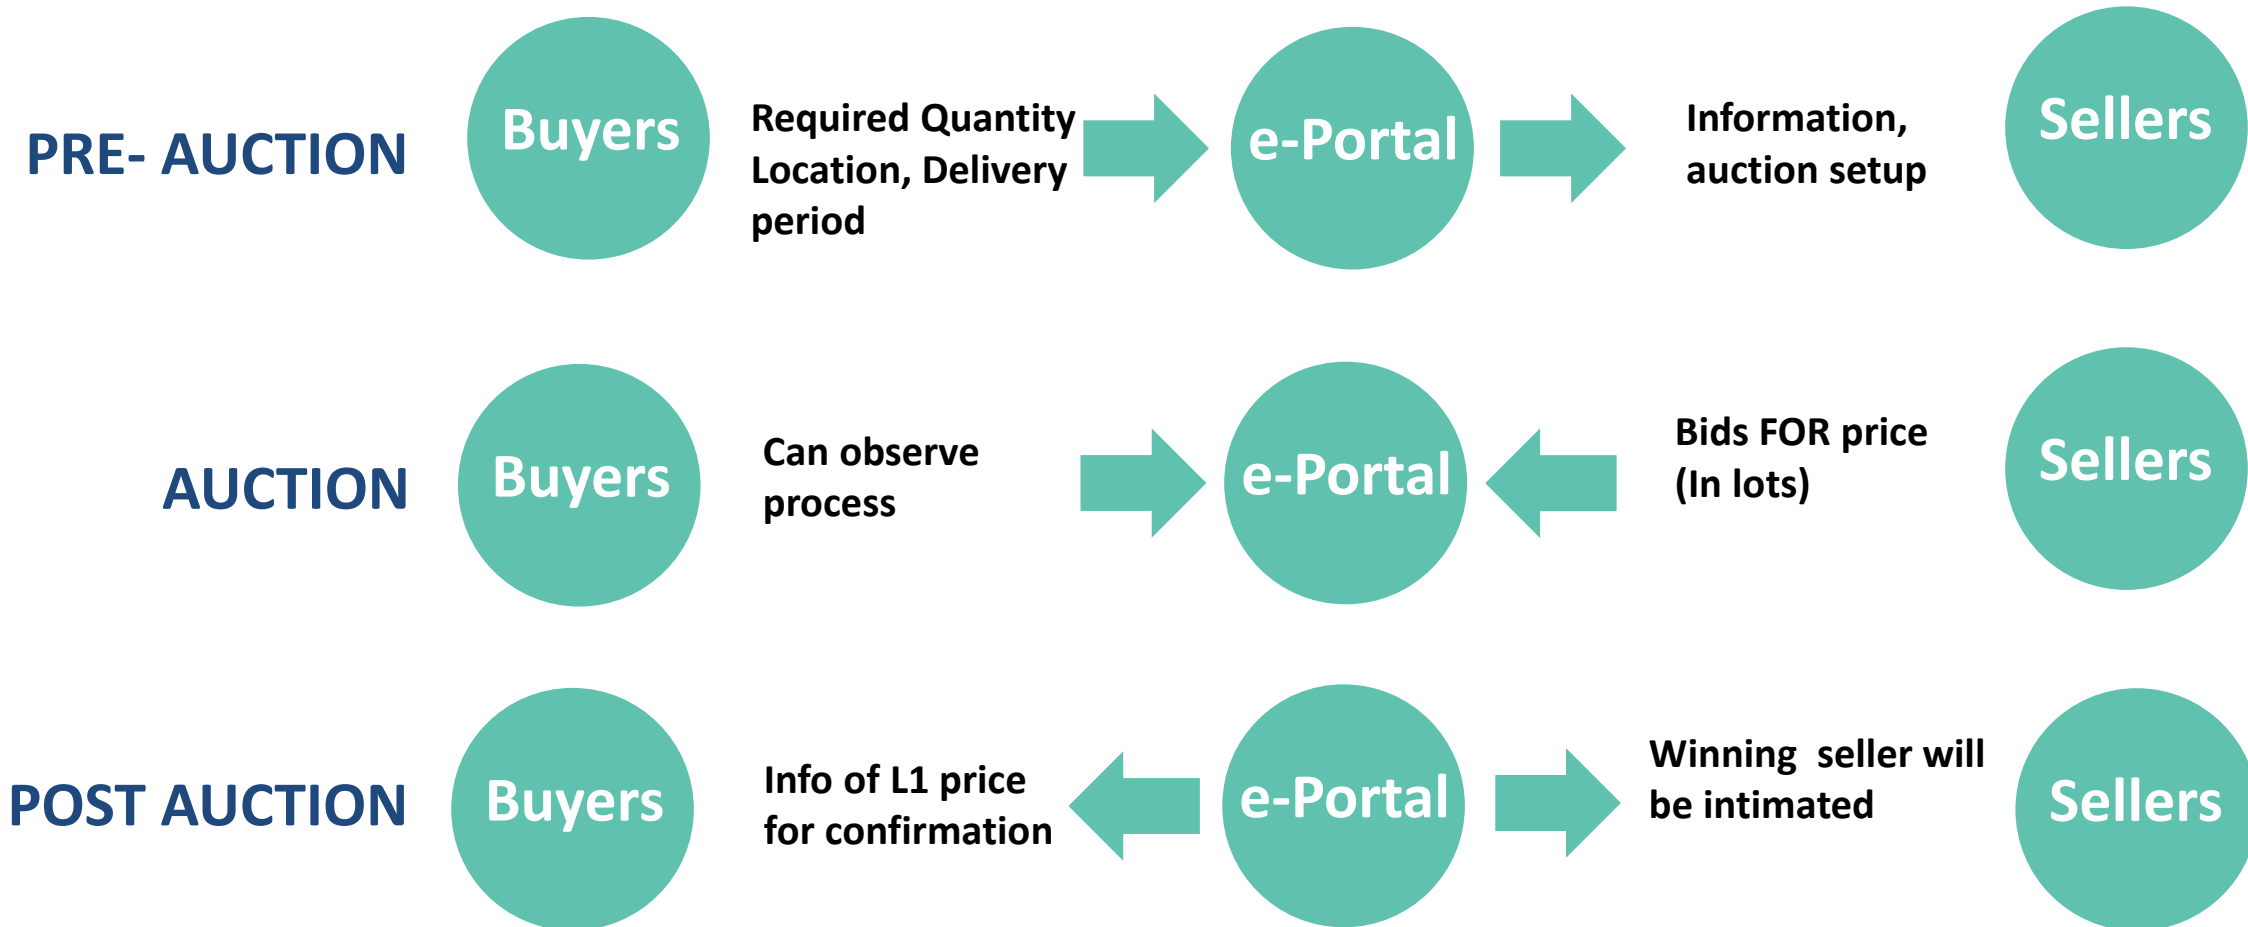 PRE- AUCTION
Buyers
Required Quantity
Location, Delivery
period
e-Portal
Information,
auction setup
Sellers
AUCTION
Buyers
Can observe
process
e-Portal
Bids FOR price
(In lots)
Sellers
POST AUCTION
Buyers
Info of L1 price
for confirmation
e-Portal
Winning  seller will
be intimated
Sellers